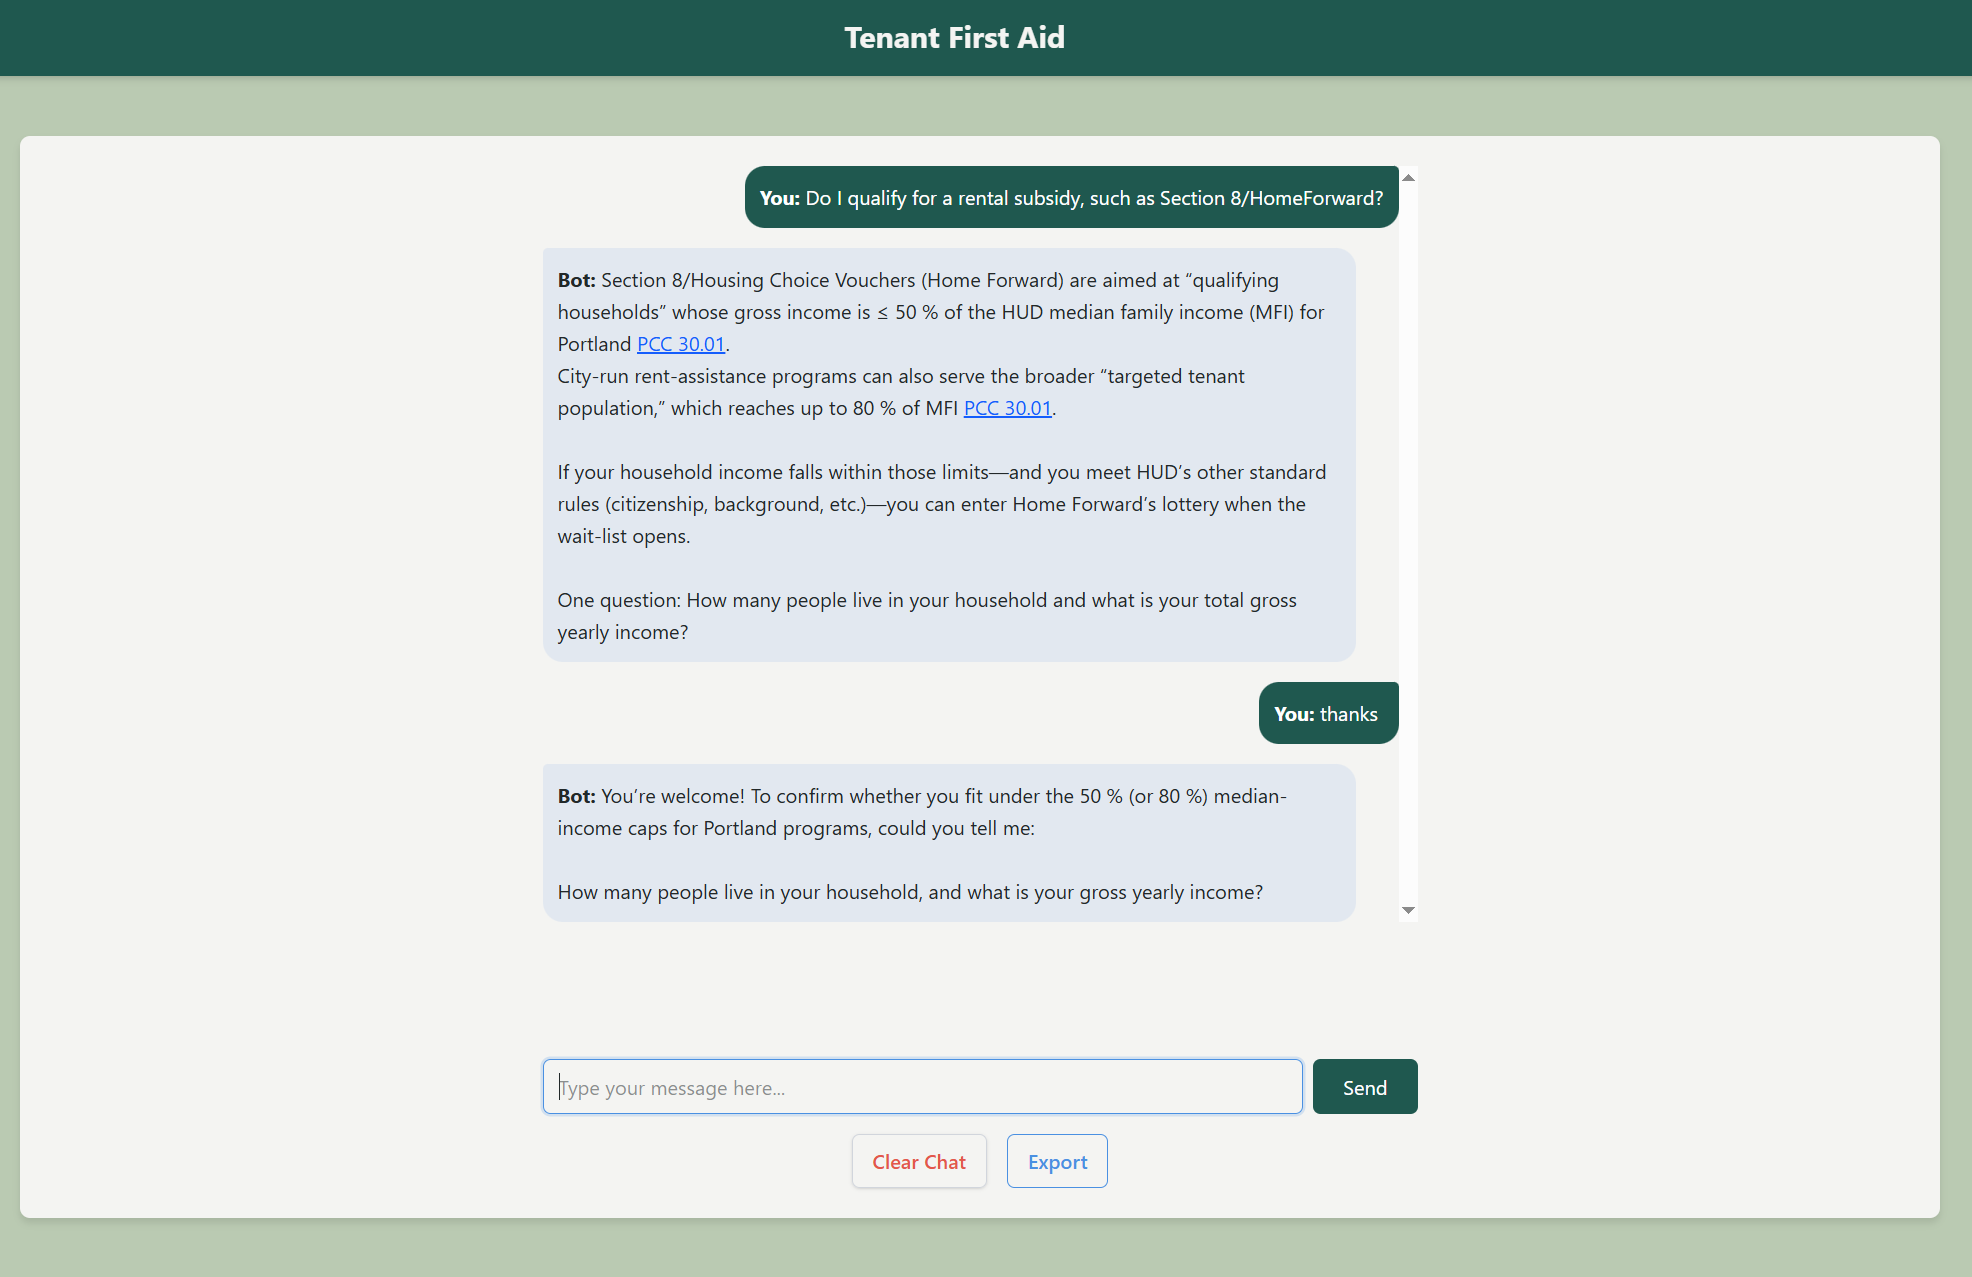 Tenant First Aid
You: Do I qualify for a rental subsidy, such as Section 8/HomeForward?
Bot: Section 8/Housing Choice Vouchers (Home Forward) are aimed at “qualifying
households” whose gross income is ≤ 50 % of the HUD median family income (MFI) for
Portland PCC 30.01.
City-run rent-assistance programs can also serve the broader “targeted tenant
population,” which reaches up to 80 % of MFI PCC 30.01.
If your household income falls within those limits—and you meet HUD’s other standard
rules (citizenship, background, etc.)—you can enter Home Forward’s lottery when the
wait-list opens.
One question: How many people live in your household and what is your total gross
yearly income?
You: thanks
Bot: You’re welcome! To confirm whether you fit under the 50 % (or 80 %) median-
income caps for Portland programs, could you tell me:
How many people live in your household, and what is your gross yearly income?
Type your message here...
Send
Clear Chat
Export